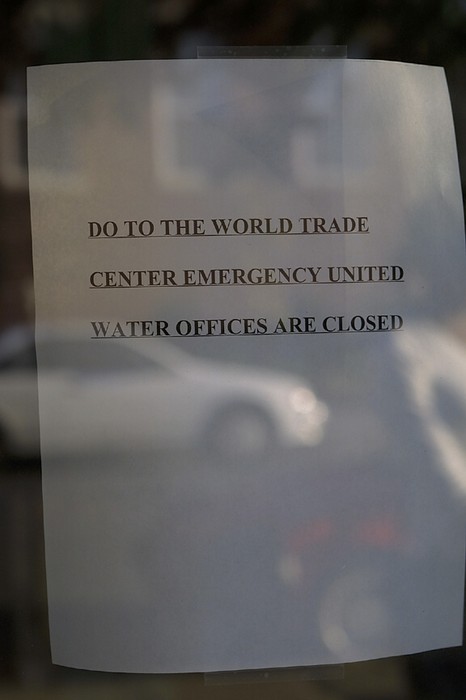 DO TO THE WORLD TRADE
CENTER EMERGENCY UNITED
WATER OFFICES ARE CLOSED